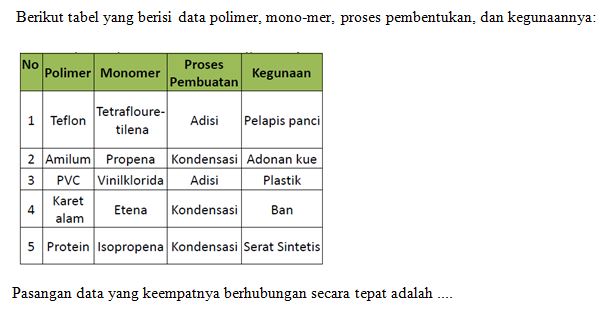 Berikut tabel yang berisi data polimer, mono-mer, proses pembentukan, dan kegunaannya:
No Polimer Monomer Proses Pembuatan Kegunaan
1 Teflon Tetrafloure-tilena Adisi Pelapis panci
2 Amilum Propena Kondensasi Adonan kue
3 PVC Vinilklorida Adisi Plastik
4 Karet alam Etena Kondensasi Ban
5 Protein Isopropena Kondensasi Serat Sintetis
Pasangan data yang keempatnya berhubungan secara tepat adalah ....